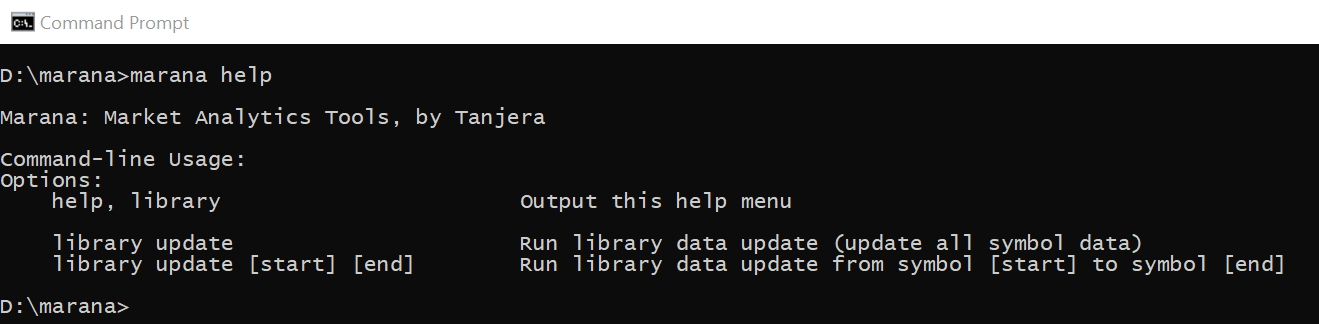 Command Prompt
D:\marana>marana help
Marana: Market Analytics Tools, by Tanjera
Command-line Usage:
Options:
help, library Output this help menu
library update Run library data update (update all symbol data)
library update [start] [end] Run library data update from symbol [start] to symbol [end]
D:\marana>